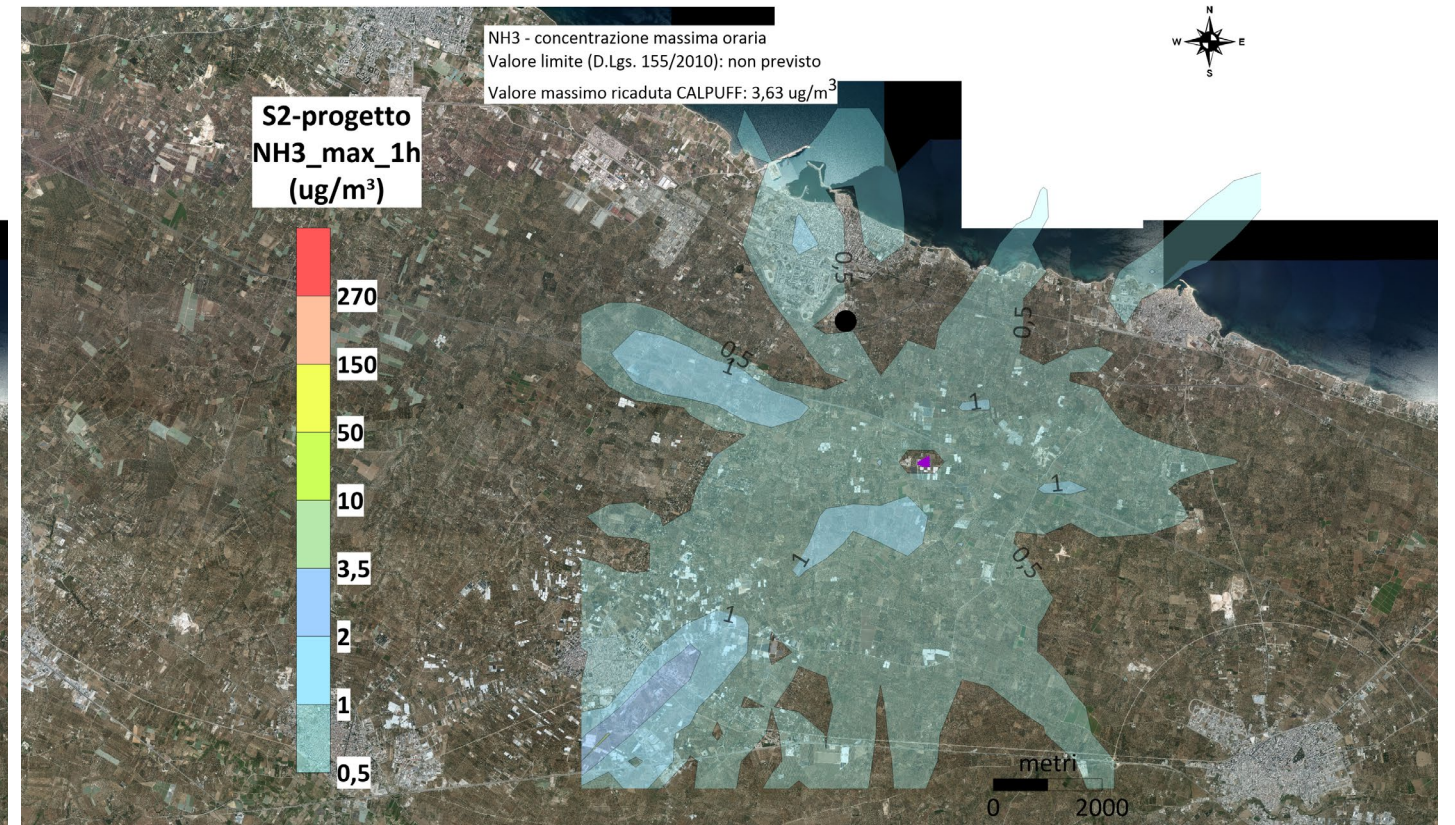 N
W E
S
NH3 - concentrazione massima oraria
Valore limite (D.Lgs. 155/2010): non previsto
Valore massimo ricaduta CALPUFF: 3,63 ug/m³
S2-progetto
NH3_max_1h
(ug/m³)
270
150
50
10
3,5
2
1
0,5
0,5
0,5
0,5
1
1
1
1
0,5
1
metri
0 2000